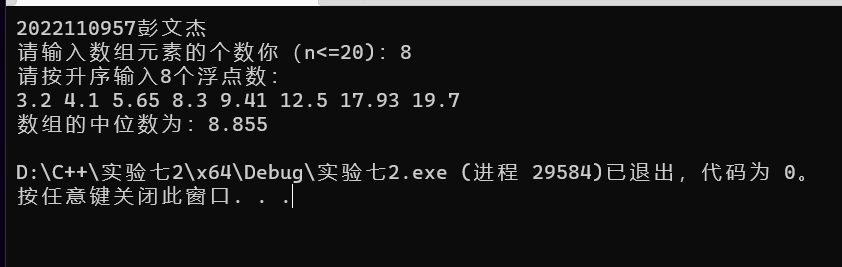 2022110957彭文杰
请输入数组元素的个数你（n<=20）：8
请按升序输入8个浮点数：
3.2 4.1 5.65 8.3 9.41 12.5 17.93 19.7
数组的中位数为：8.855
D:\C++\实验七2\x64\Debug\实验七2.exe (进程 29584)已退出，代码为 0。
按任意键关闭此窗口. . .